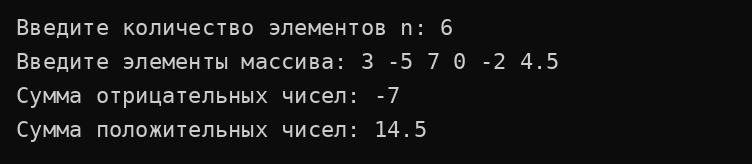 Введите количество элементов n: 6
Введите элементы массива: 3 -5 7 0 -2 4.5
Сумма отрицательных чисел: -7
Сумма положительных чисел: 14.5